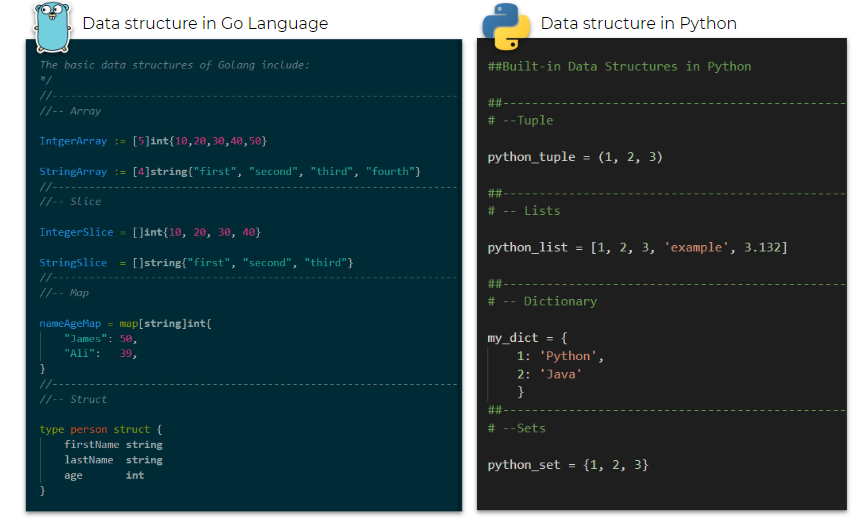 Data structure in Go Language
The basic data structures of Golang include:
*/
//----------------------------------------------------------
//-- Array
IntgerArray := [5]int{10,20,30,40,50}
StringArray := [4]string{"first", "second", "third", "fourth"}
//----------------------------------------------------------
//-- Slice
IntegerSlice = []int{10, 20, 30, 40}
StringSlice  = []string{"first", "second", "third"}
//----------------------------------------------------------
//-- Map
nameAgeMap = map[string]int{
    "James": 50,
    "Ali":   39,
}
//----------------------------------------------------------
//-- Struct
type person struct {
    firstName string
    lastName  string
    age       int
}
Data structure in Python
##Built-in Data Structures in Python
##---------------------------------------------
# --Tuple
python_tuple = (1, 2, 3)
##---------------------------------------------
# -- Lists
python_list = [1, 2, 3, 'example', 3.132]
##---------------------------------------------
# -- Dictionary
my_dict = {
    1: 'Python',
    2: 'Java'
    }
##---------------------------------------------
# --Sets
python_set = {1, 2, 3}